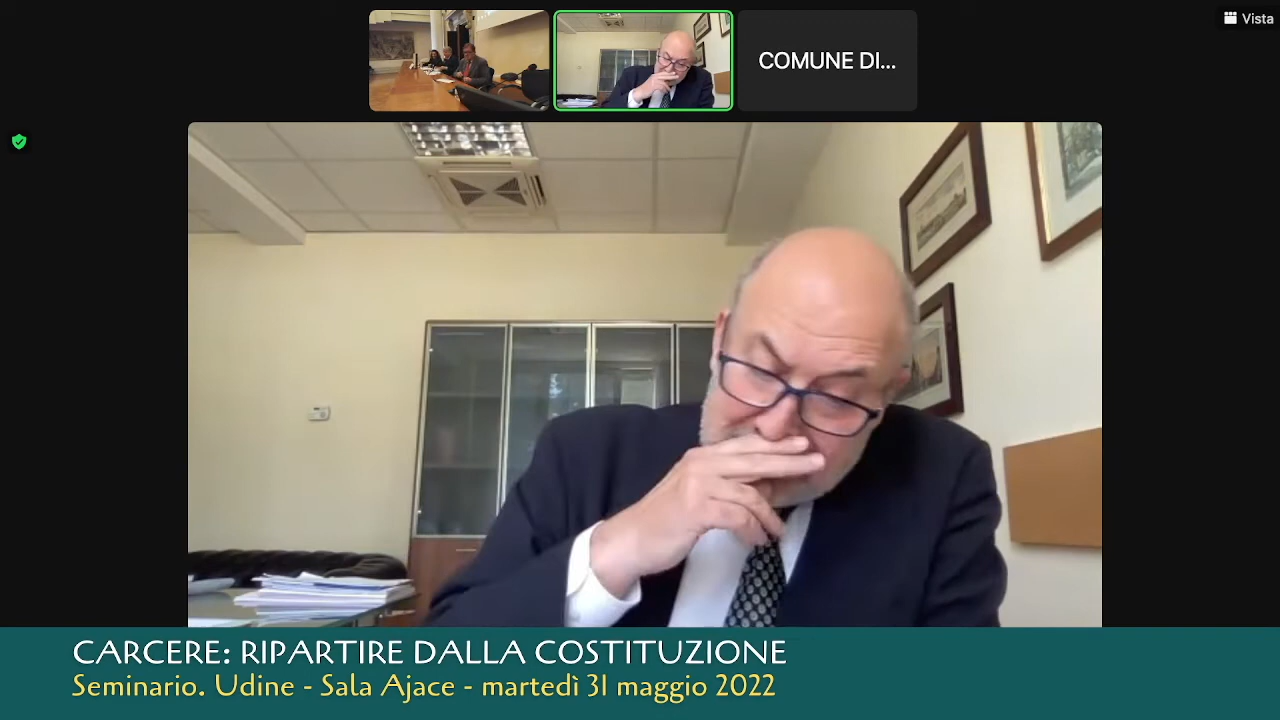 COMUNE DI...
Vista
CARCERE: RIPARTIRE DALLA COSTITUZIONE
Seminario. Udine - Sala Ajace - martedì 31 maggio 2022